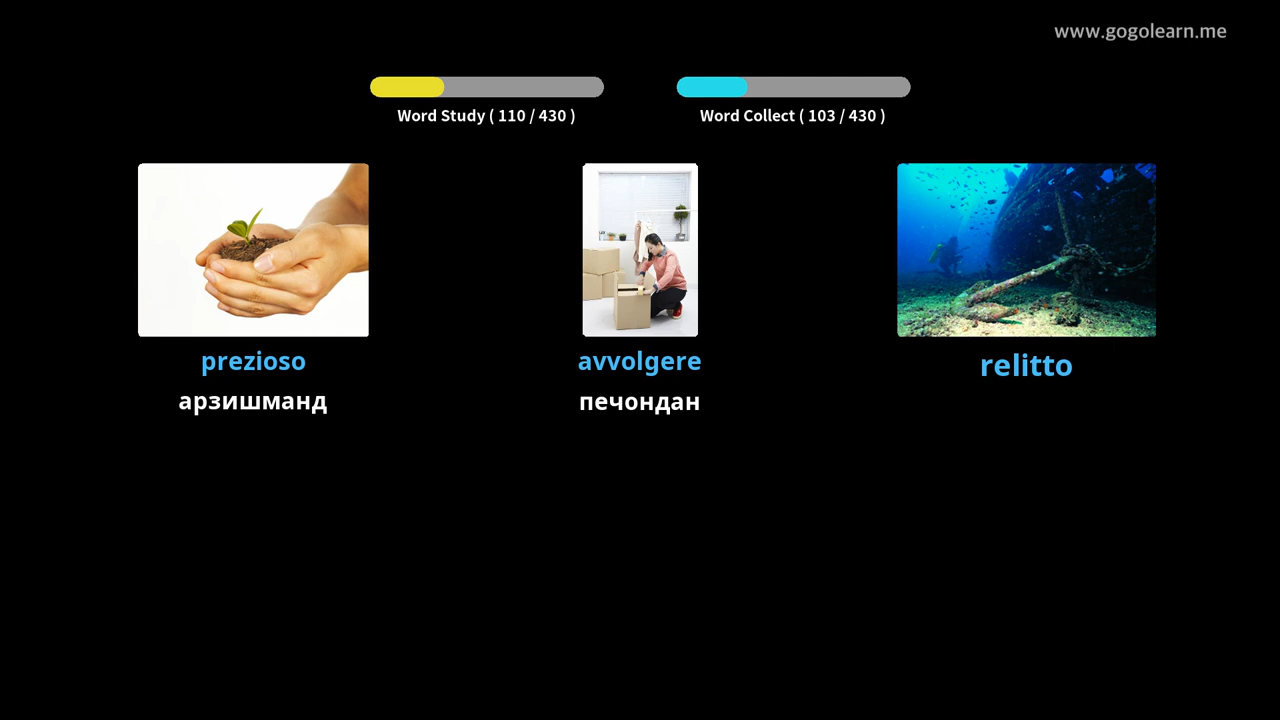 www.gogolearn.me
Word Study ( 110 / 430 )
Word Collect ( 103 / 430 )
prezioso
avvolgere
relitto
арзишманд
печондан